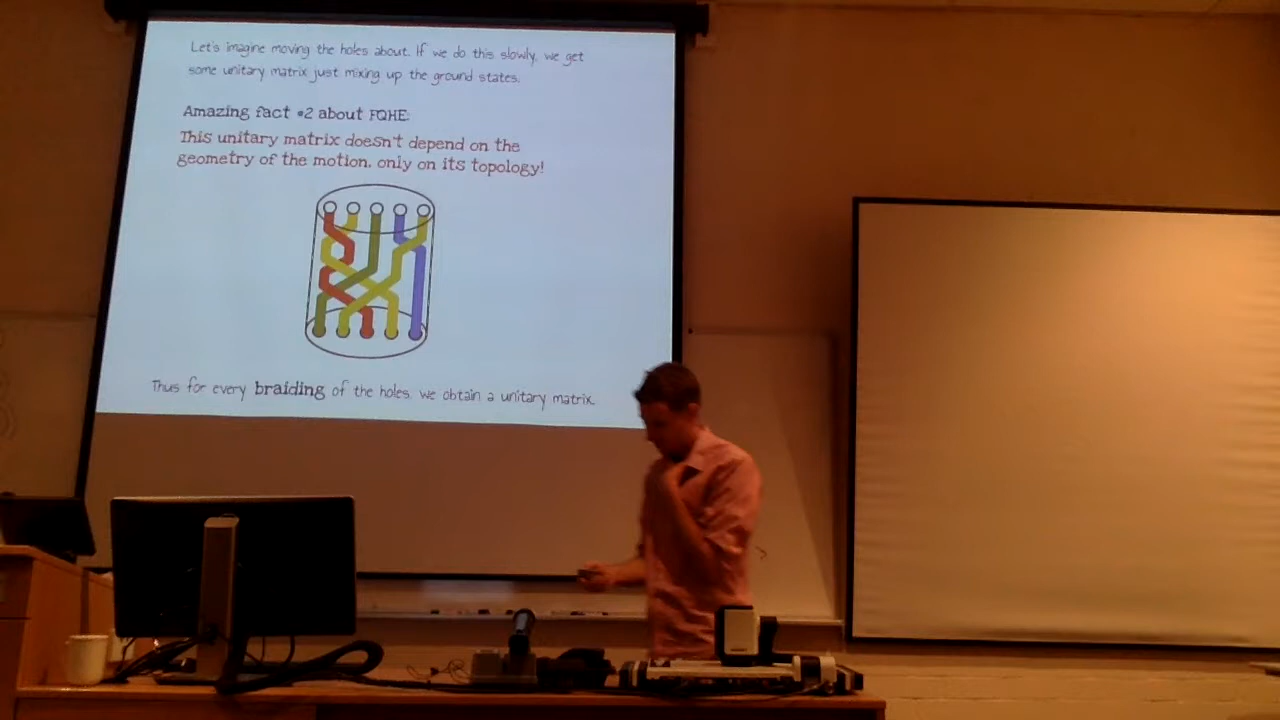 Let's imagine moving the holes about. If we do this slowly, we get
some unitary matrix just mixing up the ground states.
Amazing fact #2 about FQHE:
This unitary matrix doesn't depend on the
geometry of the motion, only on its topology!
Thus for every braiding of the holes, we obtain a unitary matrix.